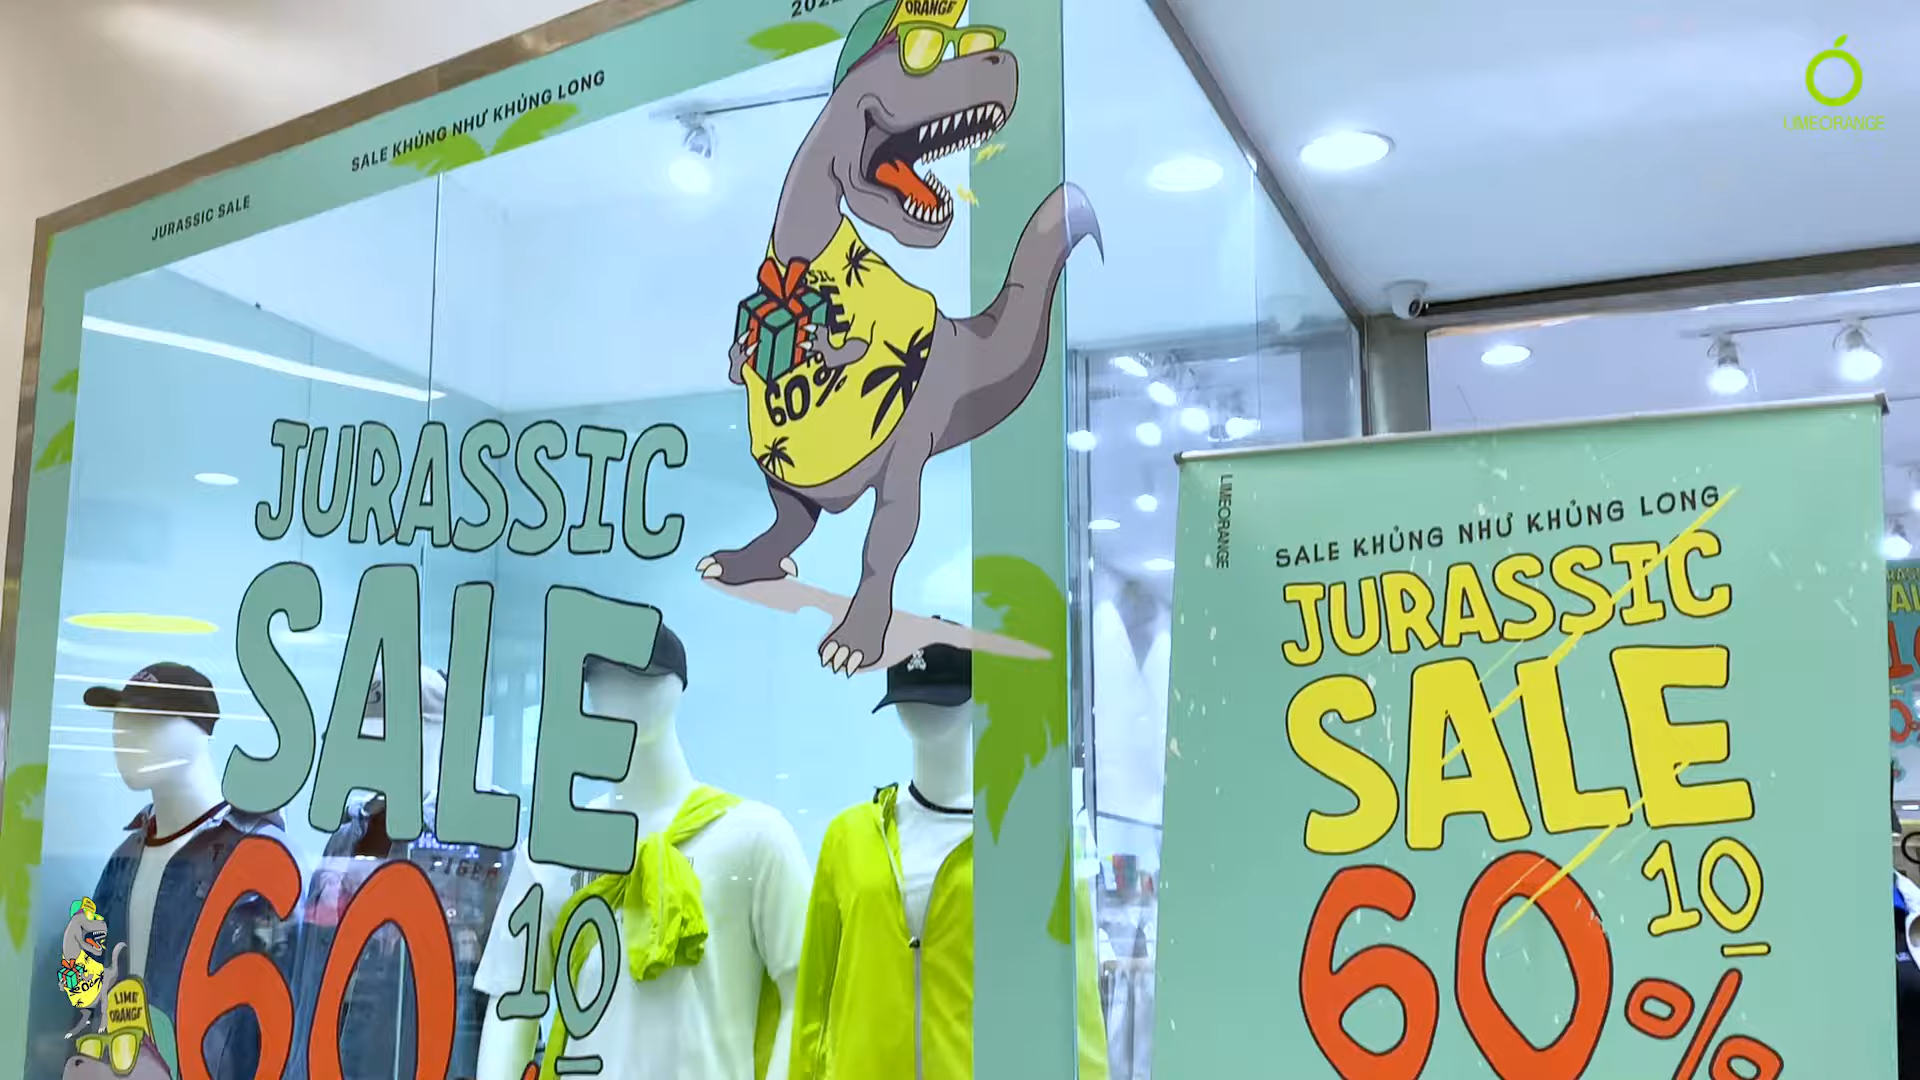 2022
ORANGE
SALE KHỦNG NHƯ KHỦNG LONG
JURASSIC SALE
LIMEORANGE
60%
JURASSIC
SALE
60
10
LIME
ORANGE
LIMEORANGE
SALE KHỦNG NHƯ KHỦNG LONG
JURASSIC
SALE
60%
10